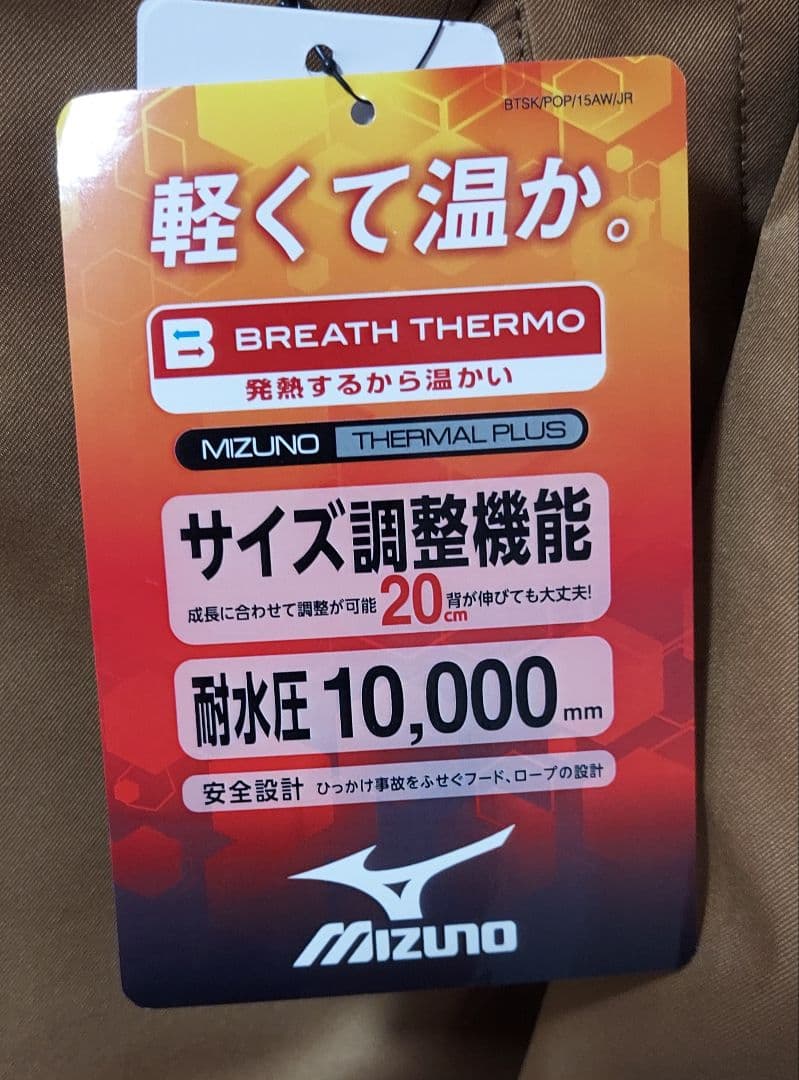 BTSK/POP/15AW/JR
軽くて温か。
B BREATH THERMO
発熱するから温かい
MIZUNO THERMAL PLUS
サイズ調整機能
成長に合わせて調整が可能 20cm 背が伸びても大丈夫!
耐水圧 10,000mm
安全設計 ひっかけ事故をふせぐフード、ロープの設計
MIZUNO